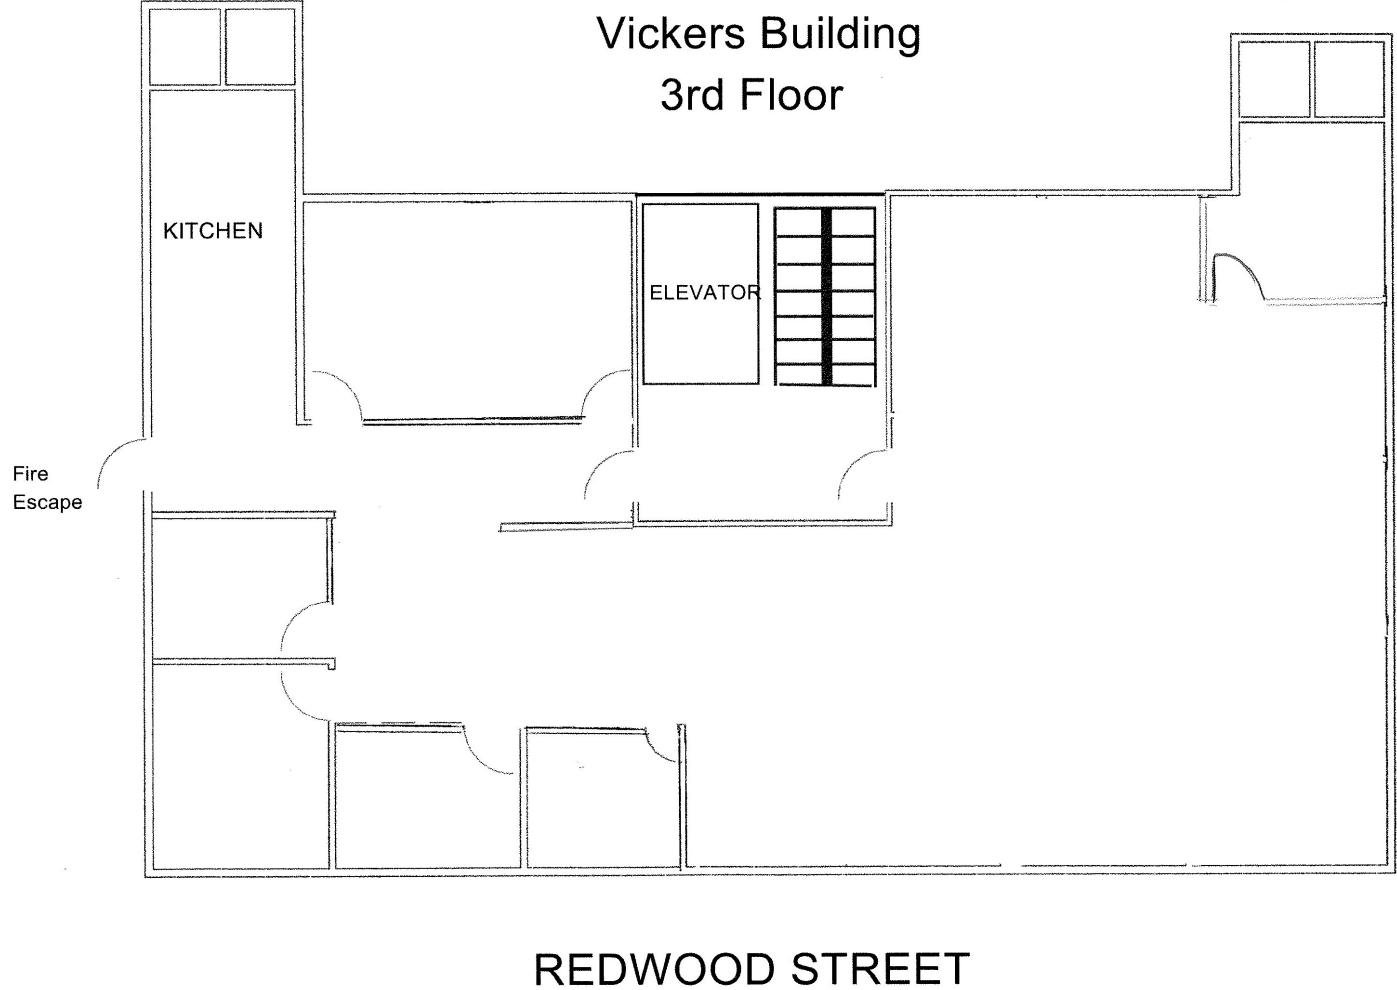 Vickers Building
3rd Floor
KITCHEN
ELEVATOR
Fire
Escape
REDWOOD STREET